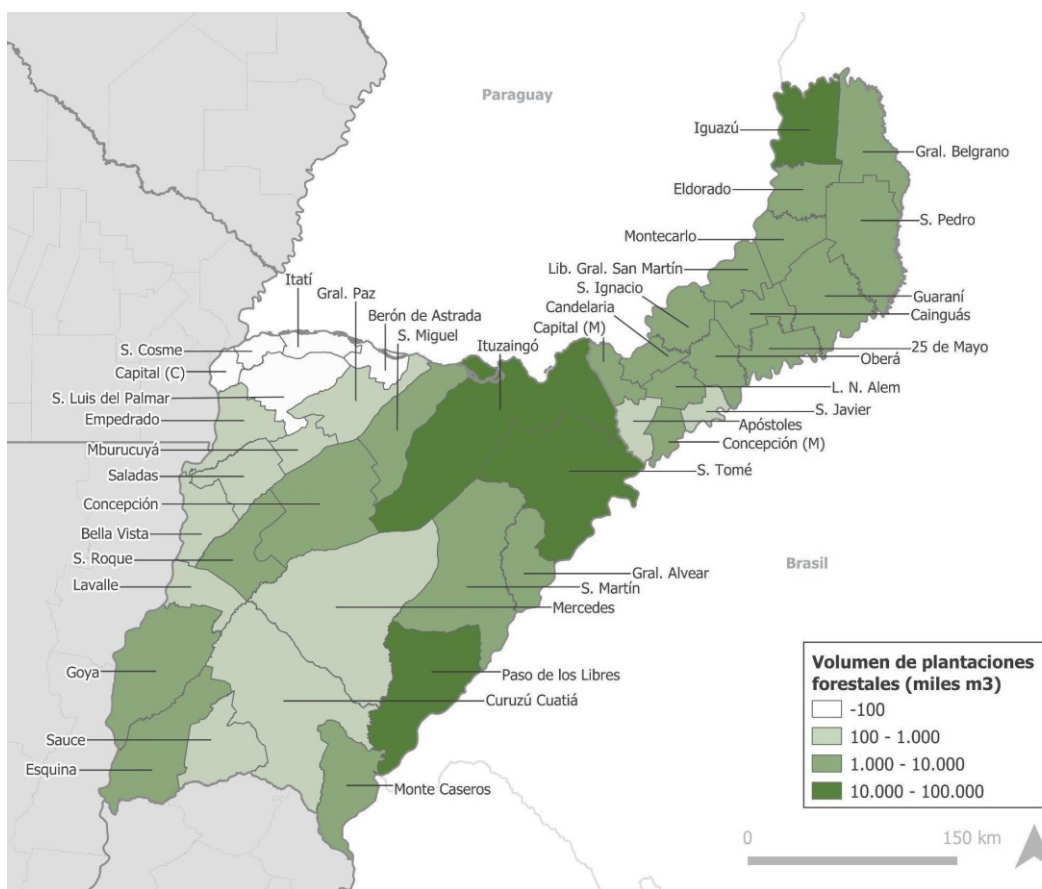 Paraguay
Iguazú
Gral. Belgrano
Eldorado
S. Pedro
Montecarlo
Lib. Gral. San Martín
Itatí
S. Ignacio
Gral. Paz
Guaraní
Candelaria
Berón de Astrada
Cainguás
Capital (M)
S. Miguel
Ituzaingó
25 de Mayo
S. Cosme
Oberá
Capital (C)
L. N. Alem
S. Luis del Palmar
S. Javier
Empedrado
Apóstoles
Mburucuyá
Concepción (M)
Saladas
S. Tomé
Concepción
Bella Vista
S. Roque
Brasil
Gral. Alvear
Lavalle
S. Martín
Mercedes
Goya
Paso de los Libres
Curuzú Cuatiá
Sauce
Esquina
Monte Caseros
Volumen de plantaciones
forestales (miles m3)
-100
100 - 1.000
1.000 - 10.000
10.000 - 100.000
0 150 km